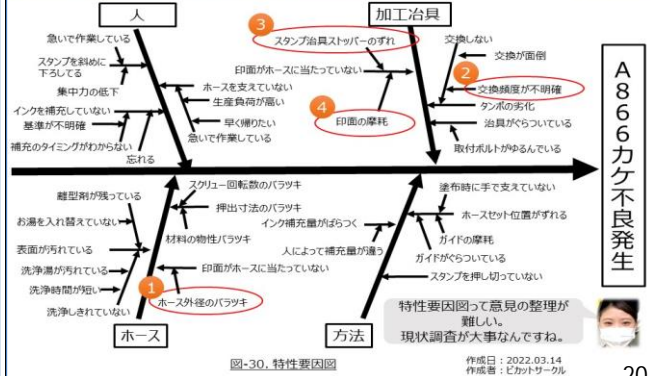 人
加工冶具
急いで作業している
スタンプを斜めに
下ろしてる
集中力の低下
インクを補充していない
基準が不明確
補充のタイミングがわからない
忘れる
ホースを支えていない
生産負荷が高い
早く帰りたい
急いで作業している
3
スタンプ治具ストッパーのずれ
印面がホースに当たっていない
4
印面の摩耗
交換しない
交換が面倒
2
交換頻度が不明確
タンポの劣化
治具がぐらついている
取付ボルトがゆるんでいる
A866カケ不良発生
離型剤が残っている
お湯を入れ替えていない
表面が汚れている
洗浄湯が汚れている
洗浄時間が短い
洗浄しきれていない
スクリュー回転数のバラツキ
押出寸法のバラツキ
材料の物性バラツキ
印面がホースに当たっていない
1
ホース外径のバラツキ
塗布時に手で支えていない
インク補充量がばらつく
ホースセット位置がずれる
人によって補充量が違う
ガイドの摩耗
ガイドがぐらついている
スタンプを押し切っていない
ホース
方法
特性要因図って意見の整理が
難しい。
現状調査が大事なんですね。
図-30. 特性要因図
作成日：2022.03.14
作成者：ピカットサークル
20